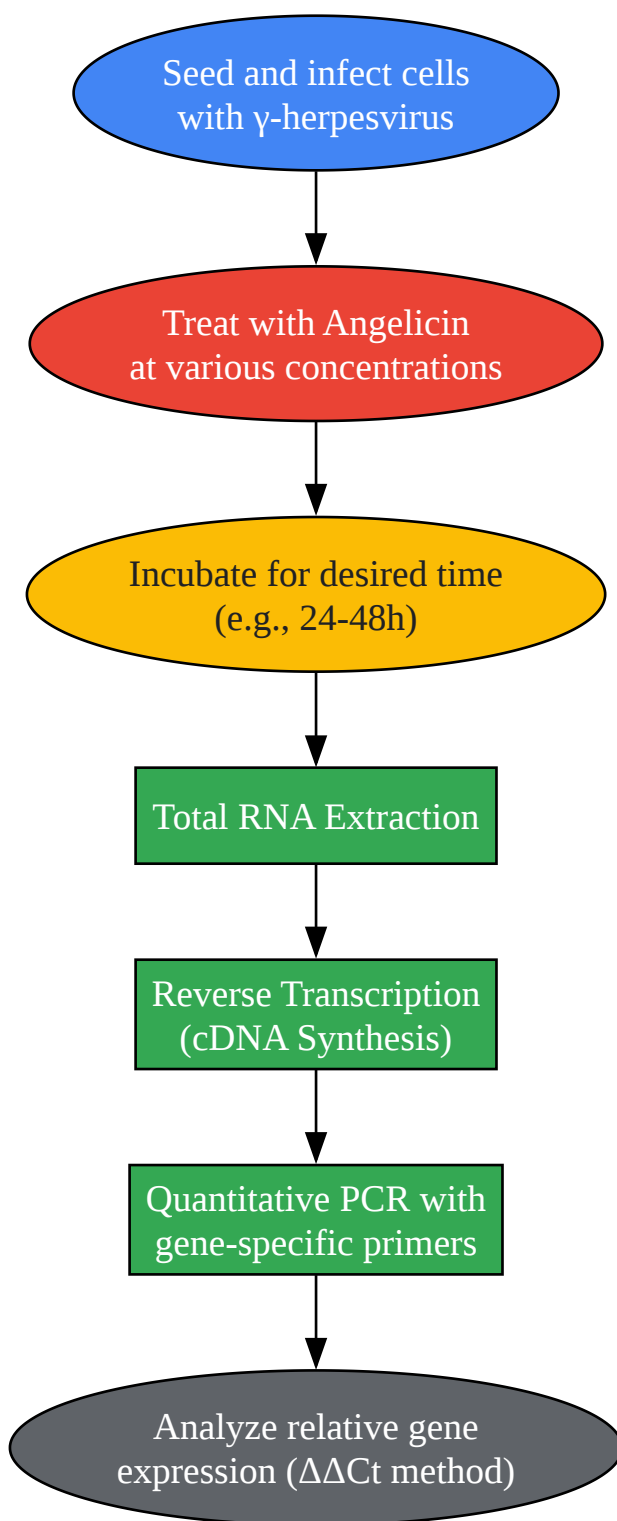 Seed and infect cells
with γ-herpesvirus
Treat with Angelicin
at various concentrations
Incubate for desired time
(e.g., 24-48h)
Total RNA Extraction
Reverse Transcription
(cDNA Synthesis)
Quantitative PCR with
gene-specific primers
Analyze relative gene
expression (ΔΔCt method)